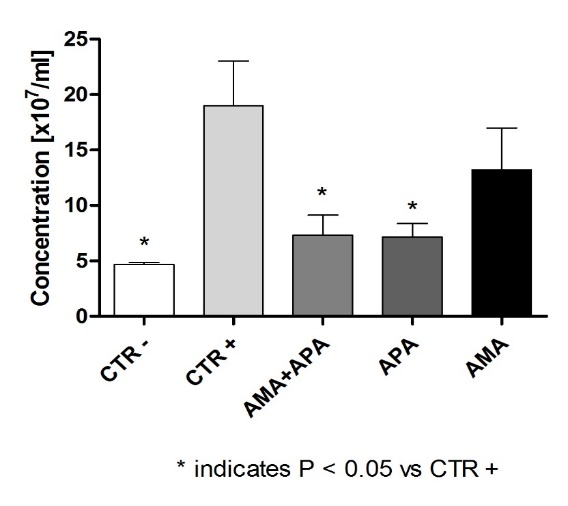 Concentration [x10⁷/ml]
25
20
15
10
5
0
*
*
*
CTR -
CTR +
AMA+APA
APA
AMA
* indicates P < 0.05 vs CTR +